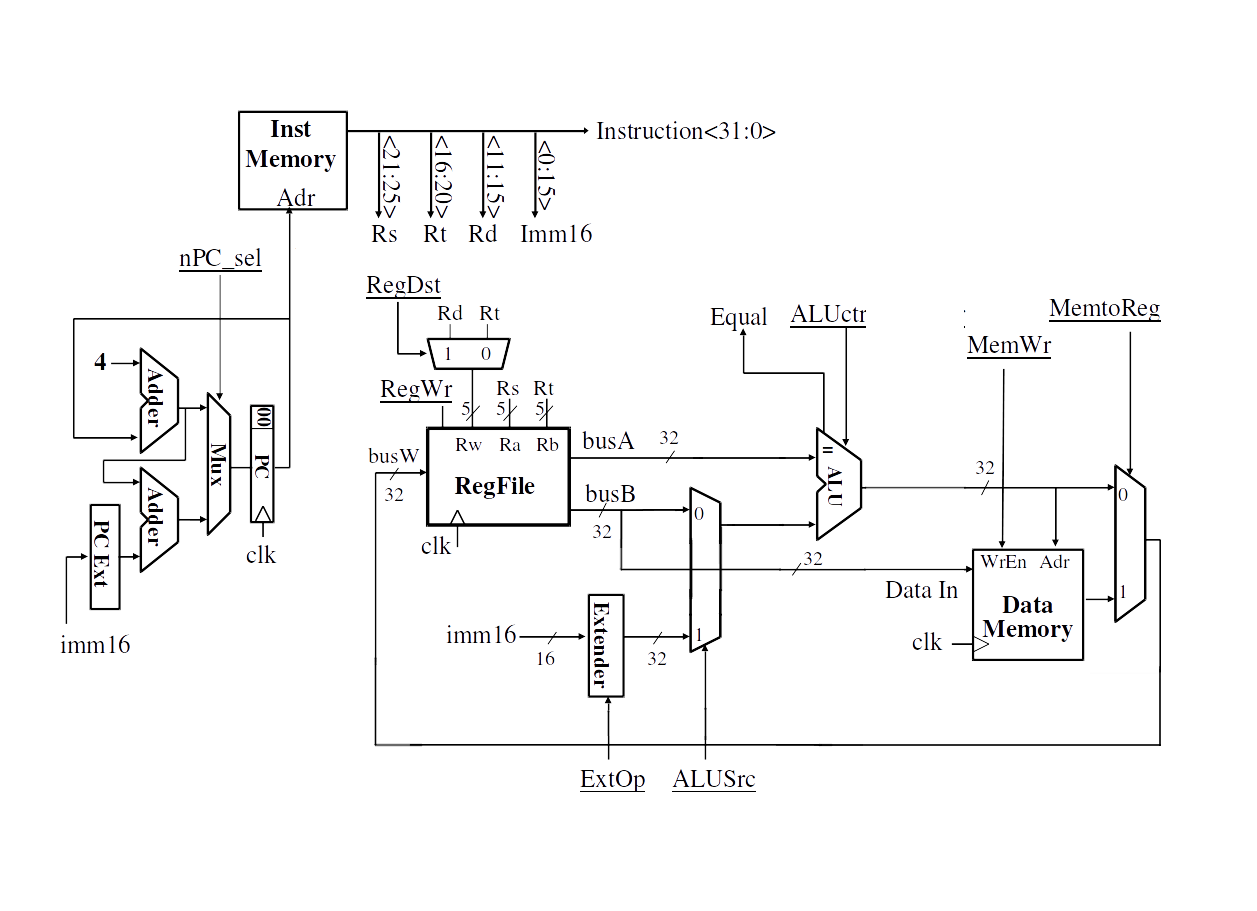 Inst
Memory
Adr
Instruction<31:0>
<21:25>
<16:20>
<11:15>
<0:15>
Rs
Rt
Rd
Imm16
nPC_sel
RegDst
Rd
Rt
1
0
RegWr
Rs
Rt
5
5
5
Equal
ALUctr
MemWr
MemtoReg
4
Adder
Mux
00
PC
clk
Adder
PC Ext
imm16
busW
32
Rw
Ra
Rb
RegFile
clk
busA
32
busB
32
0
1
=
ALU
32
0
1
32
Data In
WrEn
Adr
Data
Memory
clk
imm16
16
Extender
32
ExtOp
ALUSrc